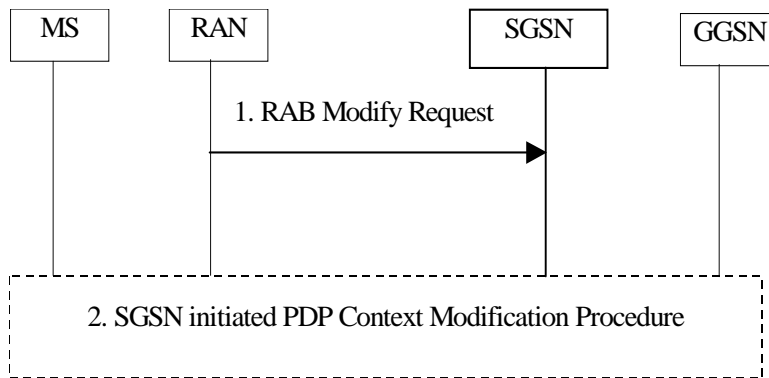 MS
RAN
SGSN
GGSN
1. RAB Modify Request
2. SGSN initiated PDP Context Modification Procedure